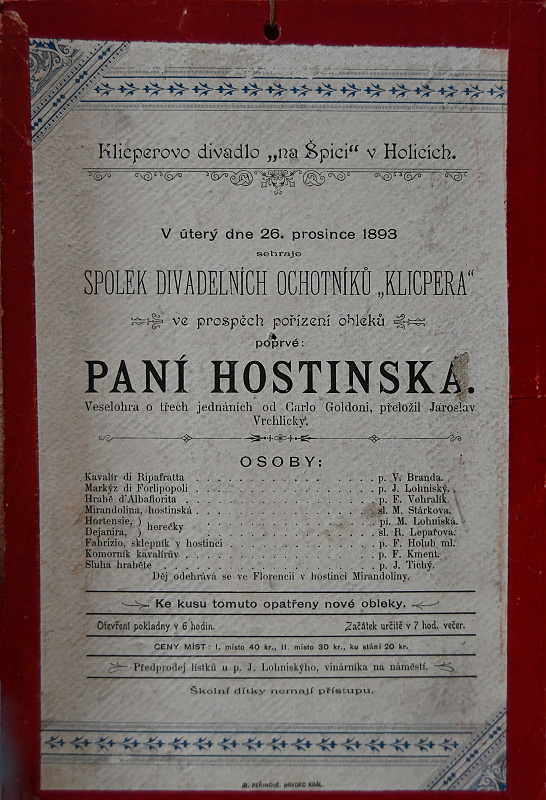 Klicperovo divadlo „na Špici“ v Holicích.
V úterý dne 26. prosince 1893
sehraje
SPOLEK DIVADELNÍCH OCHOTNÍKŮ „KLICPERA“
ve prospěch pořízení obleků
poprvé:
PANÍ HOSTINSKÁ.
Veselohra o třech jednáních od Carlo Goldoni, přeložil Jaroslav
Vrchlický.
OSOBY:
Kavalír di Ripafratta . . . . . . . . . . . . . . . p. V. Branda.
Markýz di Forlipopoli . . . . . . . . . . . . . . . p. J. Lohniský.
Hrabě d'Albafiorita . . . . . . . . . . . . . . . p. F. Vohralík.
Mirandolina, hostinská . . . . . . . . . . . . . . . sl. M. Stárkova.
Hortensie, } herečky . . . . . . . . . . . . . . . pí. M. Lohniská.
Dejanira, } . . . . . . . . . . . . . . . sl. R. Lepařova.
Fabrizio, sklepník v hostinci . . . . . . . . . . . . . . . p. F. Holub ml.
Komorník kavalírův . . . . . . . . . . . . . . . p. F. Kment.
Sluha hraběte . . . . . . . . . . . . . . . p. J. Tichý.
Děj odehrává se ve Florencii v hostinci Mirandoliny.
Ke kusu tomuto opatřeny nové obleky.
Otevření pokladny v 6 hodin. Začátek určitě v 7 hod. večer.
CENY MÍST: I. místo 40 kr., II. místo 30 kr., ku stání 20 kr.
Předprodej lístků u p. J. Lohniského, vinárníka na náměstí.
Školní dítky nemají přístupu.
JR. PEŘINOVÉ, HRADEC KRÁL.